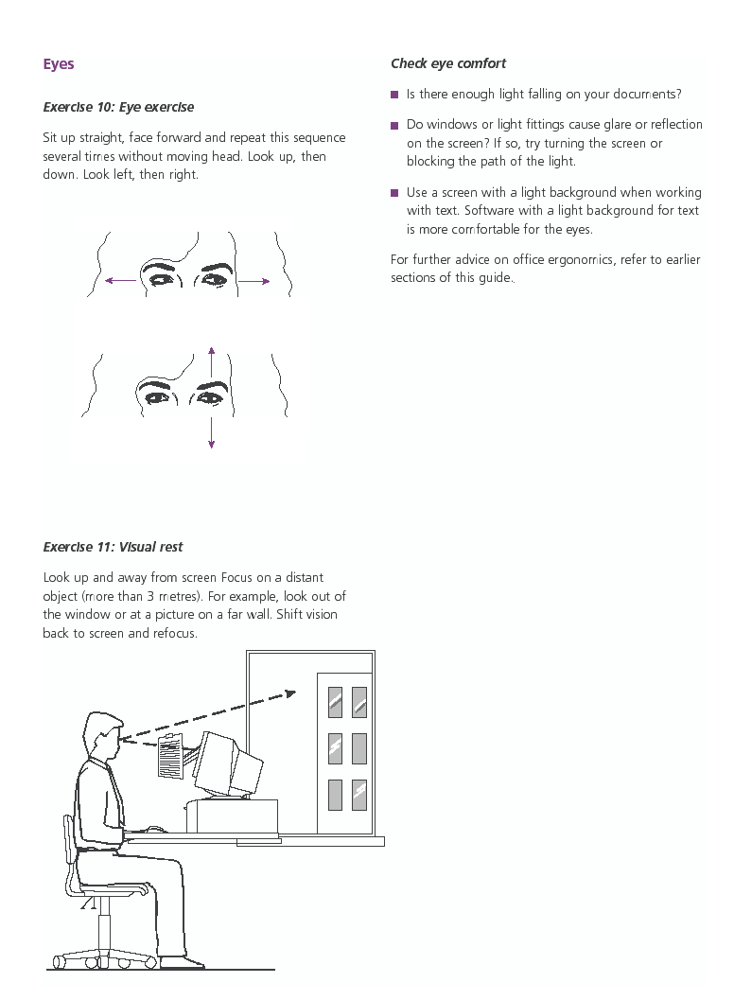 Eyes
Exercise 10: Eye exercise
Sit up straight, face forward and repeat this sequence
several times without moving head. Look up, then
down. Look left, then right.
Exercise 11: Visual rest
Look up and away from screen Focus on a distant
object (more than 3 metres). For example, look out of
the window or at a picture on a far wall. Shift vision
back to screen and refocus.
Check eye comfort
Is there enough light falling on your documents?
Do windows or light fittings cause glare or reflection
on the screen? If so, try turning the screen or
blocking the path of the light.
Use a screen with a light background when working
with text. Software with a light background for text
is more comfortable for the eyes.
For further advice on office ergonomics, refer to earlier
sections of this guide..